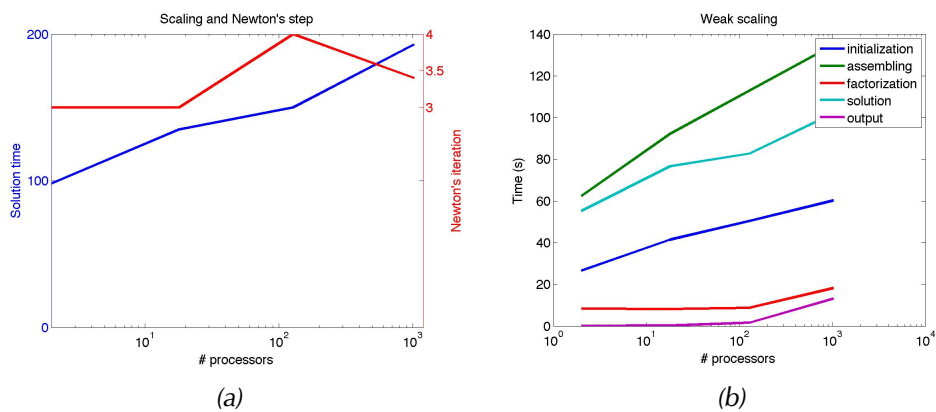 Scaling and Newton's step
200
100
0
Solution time
4
3.5
3
Newton's iteration
10^1
10^2
10^3
# processors
(a)
Weak scaling
140
120
100
80
60
40
20
0
Time (s)
initialization
assembling
factorization
solution
output
10^0
10^1
10^2
10^3
10^4
# processors
(b)